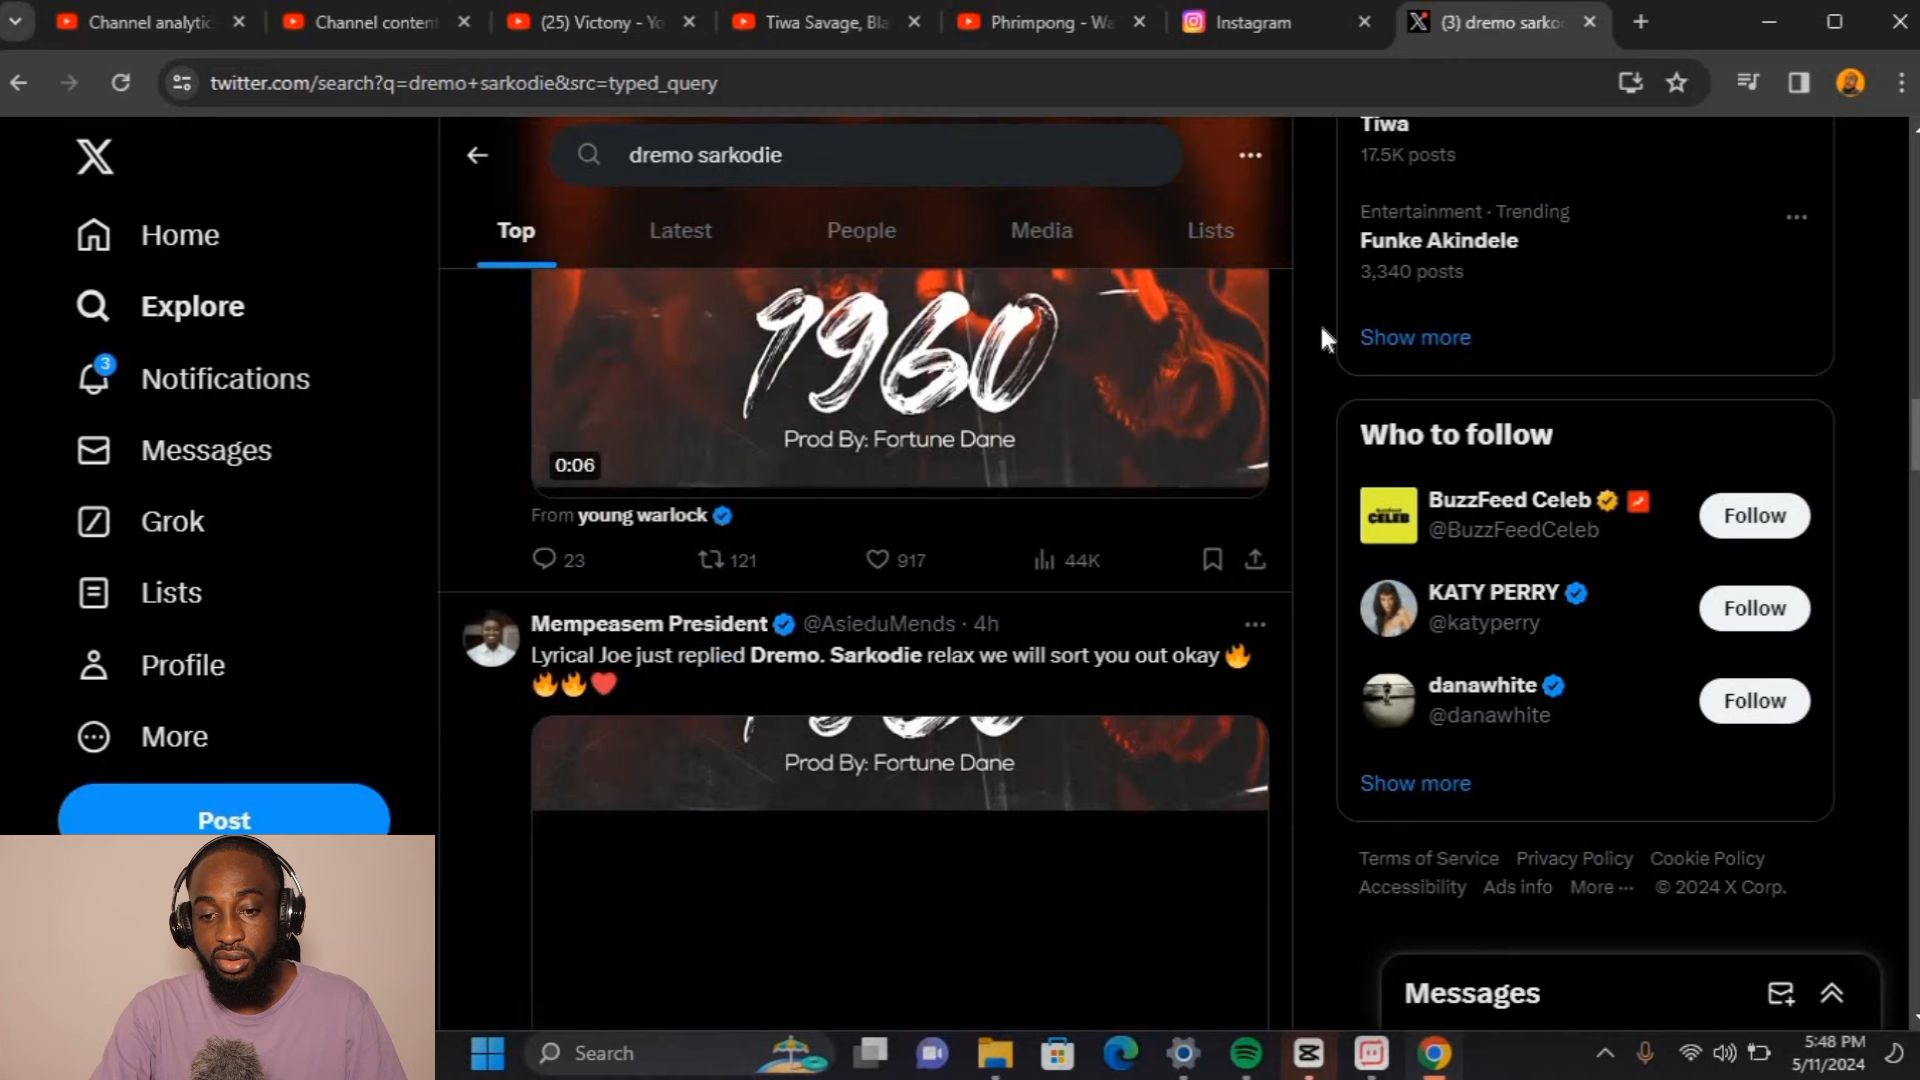 Channel analytic
Channel content
(25) Victony - Yo
Tiwa Savage, Bla
Phrimpong - Wa
Instagram
(3) dremo sarko
twitter.com/search?q=dremo+sarkodie&src=typed_query
Home
Explore
3
Notifications
Messages
Grok
Lists
Profile
More
Post
dremo sarkodie
Top
Latest
People
Media
Lists
1960
Prod By: Fortune Dane
0:06
From young warlock
23
121
917
44K
Mempeasem President @AsieduMends · 4h
Lyrical Joe just replied Dremo. Sarkodie relax we will sort you out okay 🔥
🔥🔥❤️
Prod By: Fortune Dane
Tiwa
17.5K posts
Entertainment · Trending
Funke Akindele
3,340 posts
Show more
Who to follow
CELEB
BuzzFeed Celeb
@BuzzFeedCeleb
Follow
KATY PERRY
@katyperry
Follow
danawhite
@danawhite
Follow
Show more
Terms of Service Privacy Policy Cookie Policy
Accessibility Ads info More ··· © 2024 X Corp.
Messages
Search
5:48 PM
5/11/2024